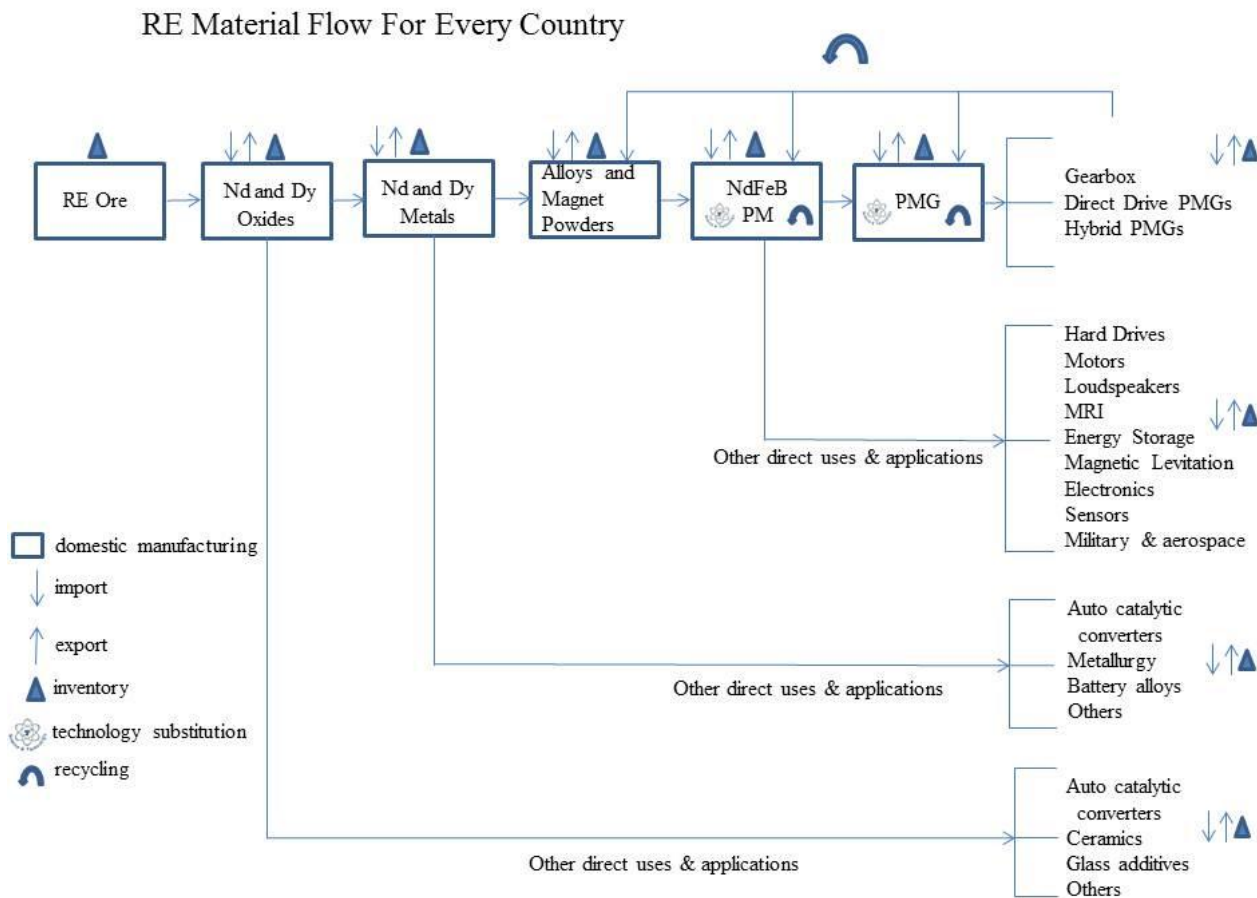 RE Material Flow For Every Country
RE Ore
Nd and Dy
Oxides
Nd and Dy
Metals
Alloys and
Magnet
Powders
NdFeB
PM
PMG
Gearbox
Direct Drive PMGs
Hybrid PMGs
Hard Drives
Motors
Loudspeakers
MRI
Energy Storage
Magnetic Levitation
Electronics
Sensors
Military & aerospace
Other direct uses & applications
domestic manufacturing
import
export
inventory
technology substitution
recycling
Auto catalytic
converters
Metallurgy
Battery alloys
Others
Other direct uses & applications
Auto catalytic
converters
Ceramics
Glass additives
Others
Other direct uses & applications